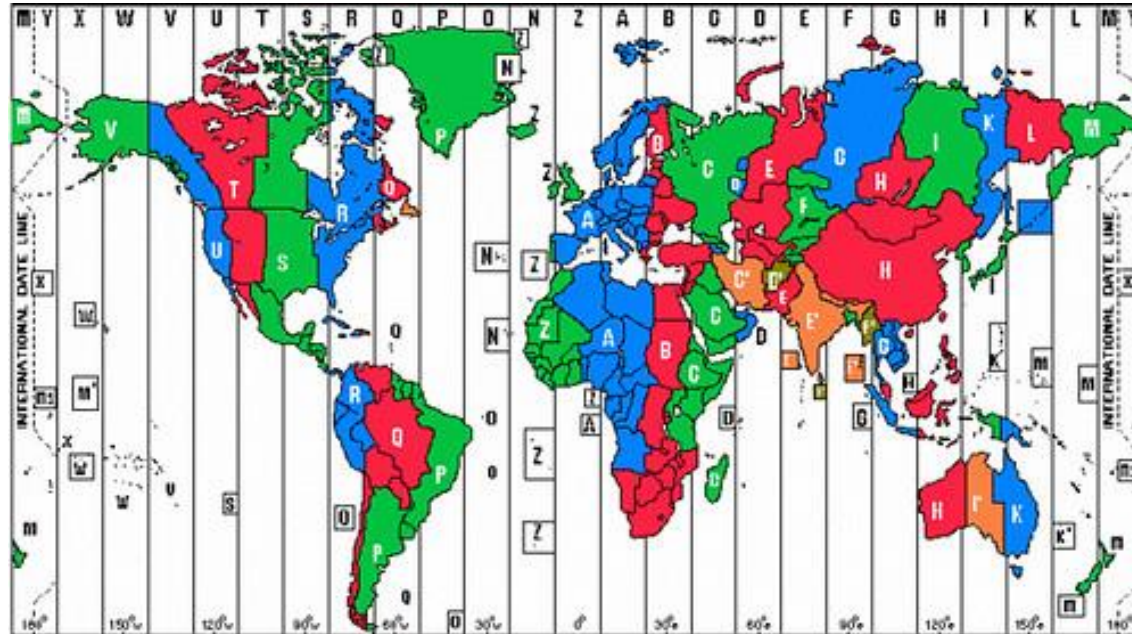 M Y X W V U T S R Q P O N Z A B C D E F G H I K L M Y
Z
Z
N
Z
M
V
P
B
C
D
E
G
H
I
K
L
M
T
Q
R
Z
A
F
U
S
INTERNATIONAL DATE LINE
X
N
Z
C*
D*
E
H
I
INTERNATIONAL DATE LINE
W
Q
N
Z
A
B
C
D
E*
G
K
M
M
M*
R
Z
A
C
D
G
H
X
W
Q
P
O
O
Z
V
W
S
Q
P
Z
C
H
I*
K
K*
M
M
Q
O
M
180° 150°W 120°W 90°W 60°W 30°W 0° 30°E 60°E 90°E 120°E 150°E 180°